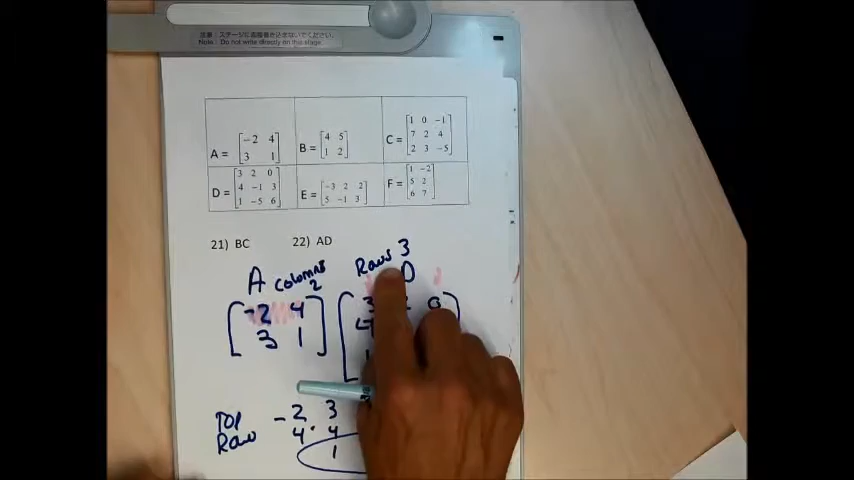 注意：ステージに直接書き込まないでください。
Note : Do not write directly on this stage.
A = [-2 4
3 1]
B = [4 5
1 2]
C = [1 0 -1
7 2 4
2 3 -5]
D = [3 2 0
4 -1 3
1 -5 6]
E = [-3 2 2
5 -1 3]
F = [1 -2
5 2
6 7]
21) BC 22) AD
A columns 2
Rows 3
D
-2 4
3 1
3
0
TOP Row
-2 3
4 . 4
1